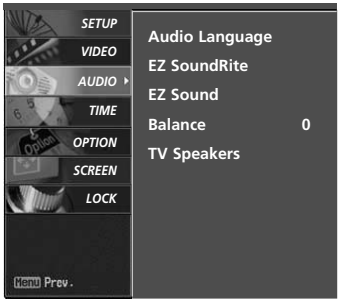 SETUP
VIDEO
AUDIO
TIME
OPTION
SCREEN
LOCK
Menu Prev.
Audio Language
EZ SoundRite
EZ Sound
Balance 0
TV Speakers
Option